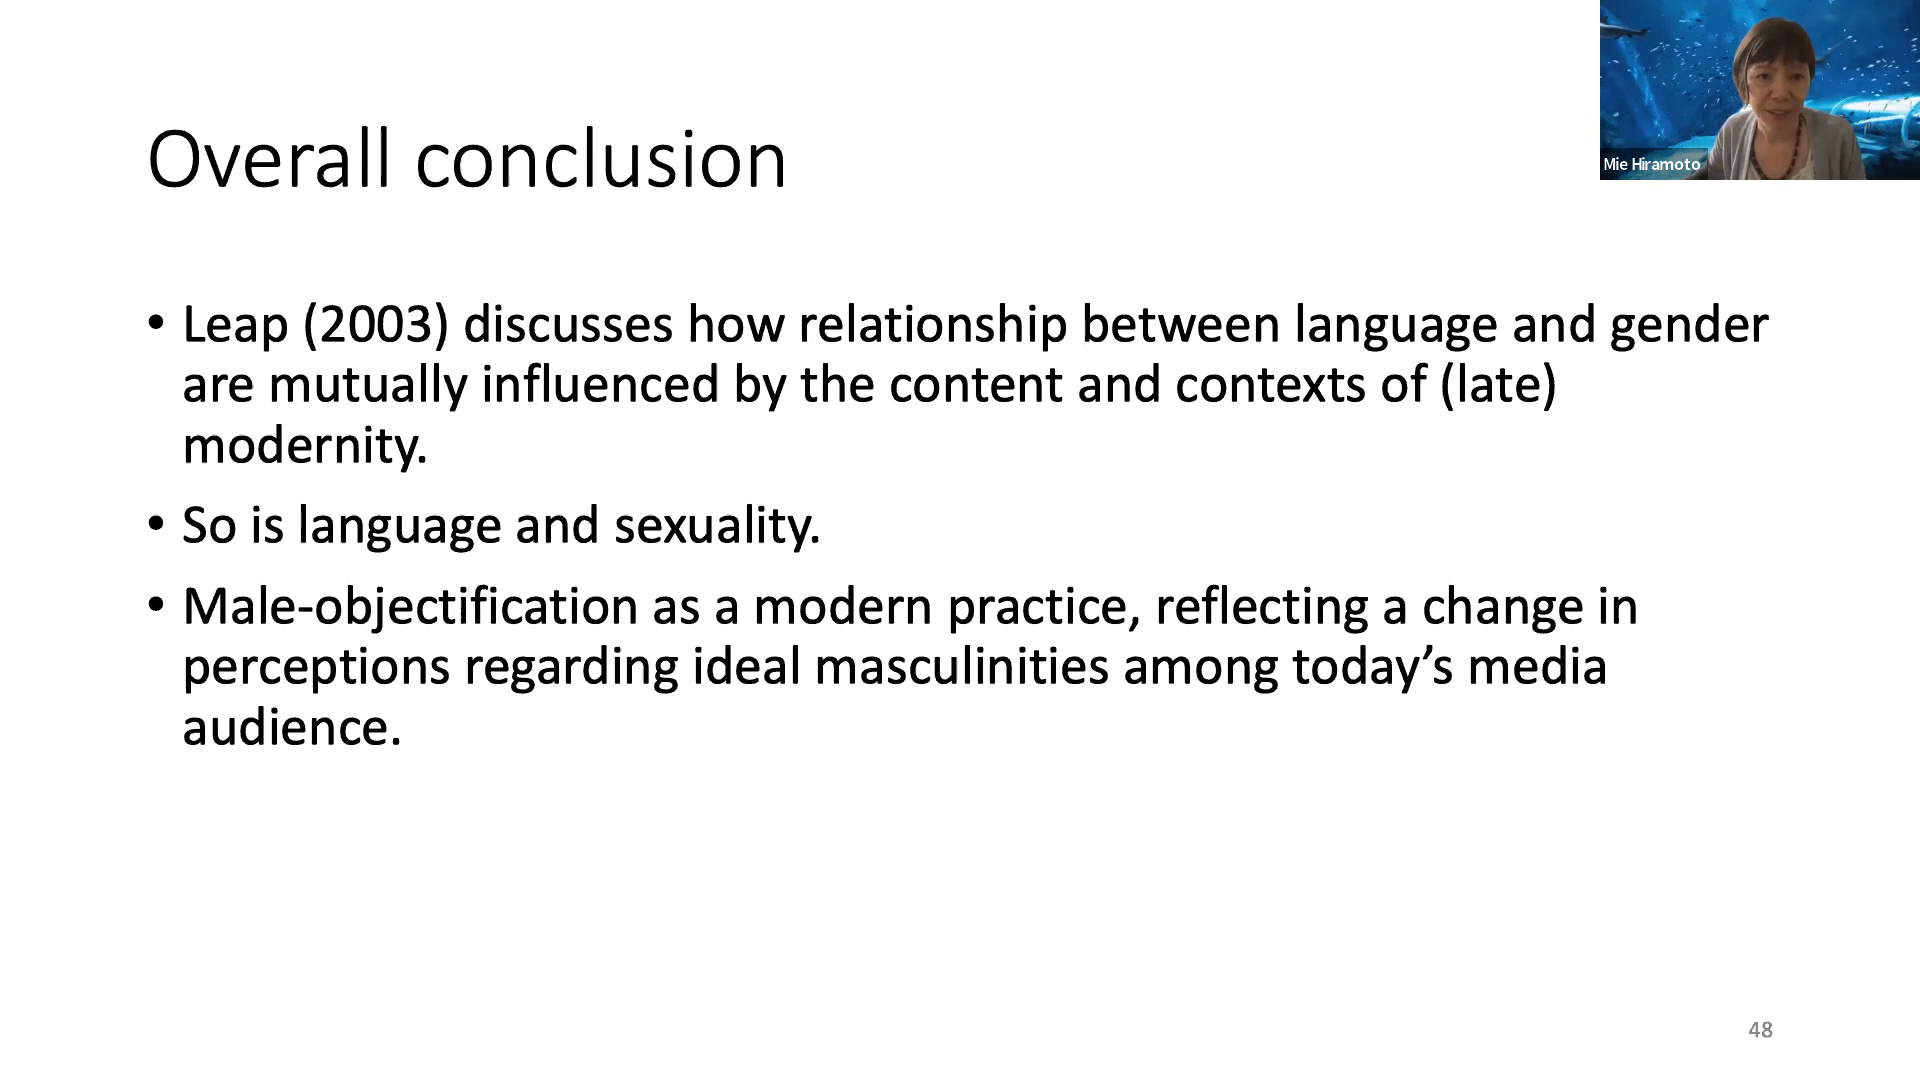 Mie Hiramoto
Overall conclusion
• Leap (2003) discusses how relationship between language and gender
are mutually influenced by the content and contexts of (late)
modernity.
• So is language and sexuality.
• Male-objectification as a modern practice, reflecting a change in
perceptions regarding ideal masculinities among today’s media
audience.
48